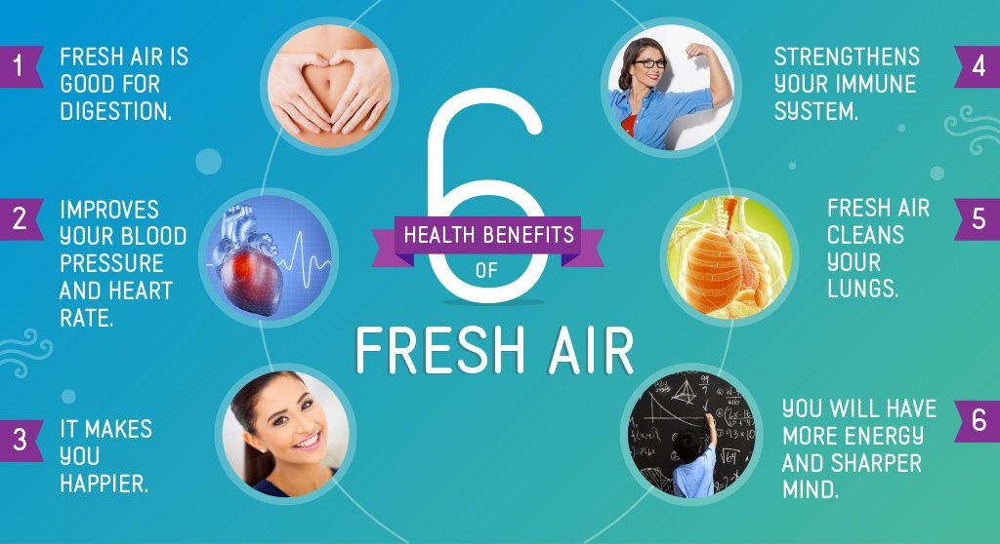 6
HEALTH BENEFITS
OF
FRESH AIR
1
FRESH AIR IS
GOOD FOR
DIGESTION.
2
IMPROVES
YOUR BLOOD
PRESSURE
AND HEART
RATE.
3
IT MAKES
YOU
HAPPIER.
4
STRENGTHENS
YOUR IMMUNE
SYSTEM.
5
FRESH AIR
CLEANS
YOUR
LUNGS.
6
YOU WILL HAVE
MORE ENERGY
AND SHARPER
MIND.
√64